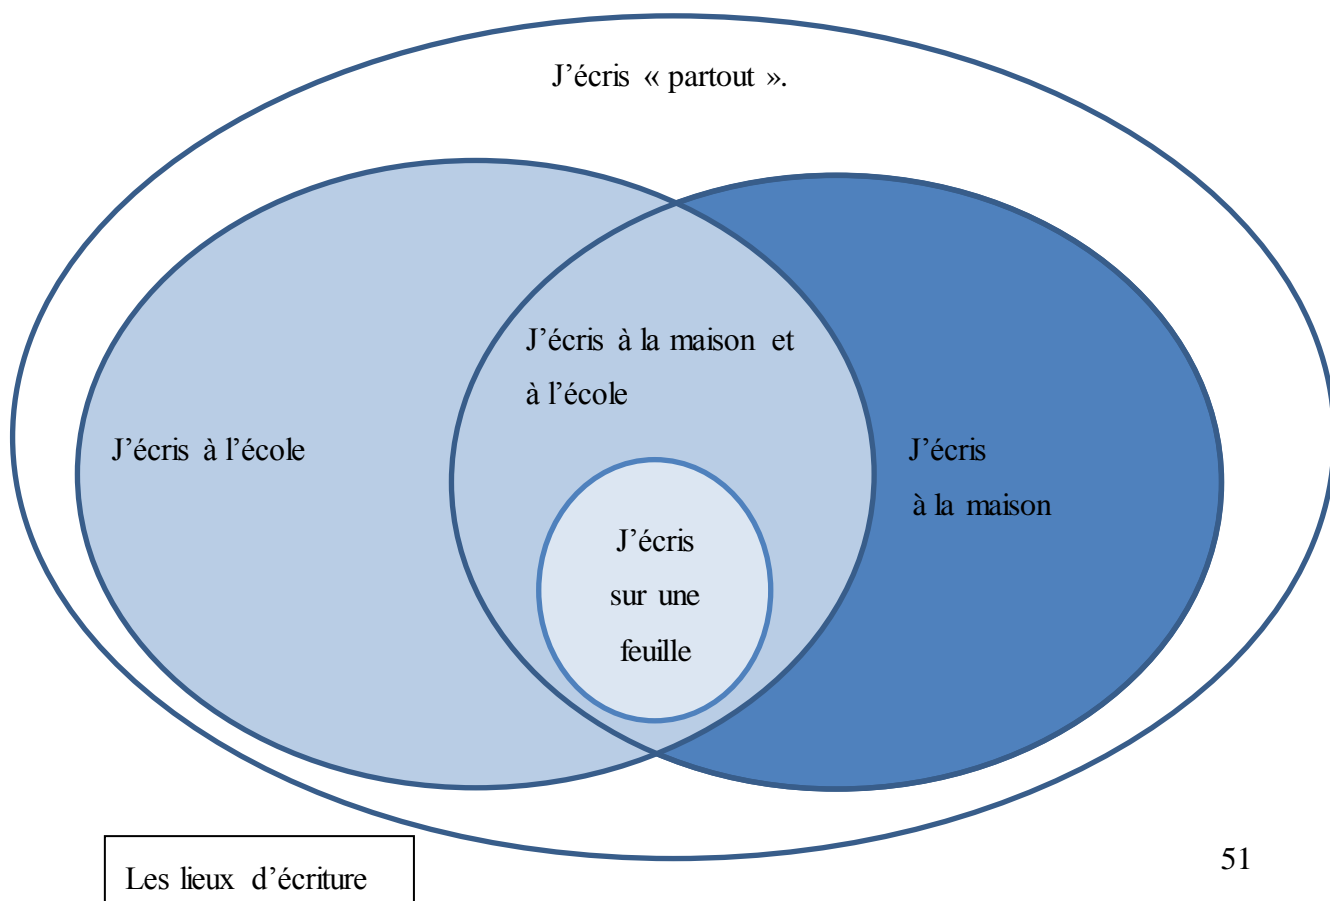 J’écris « partout ».
J’écris à la maison et
à l’école
J’écris à l’école
J’écris
à la maison
J’écris
sur une
feuille
51
Les lieux d’écriture